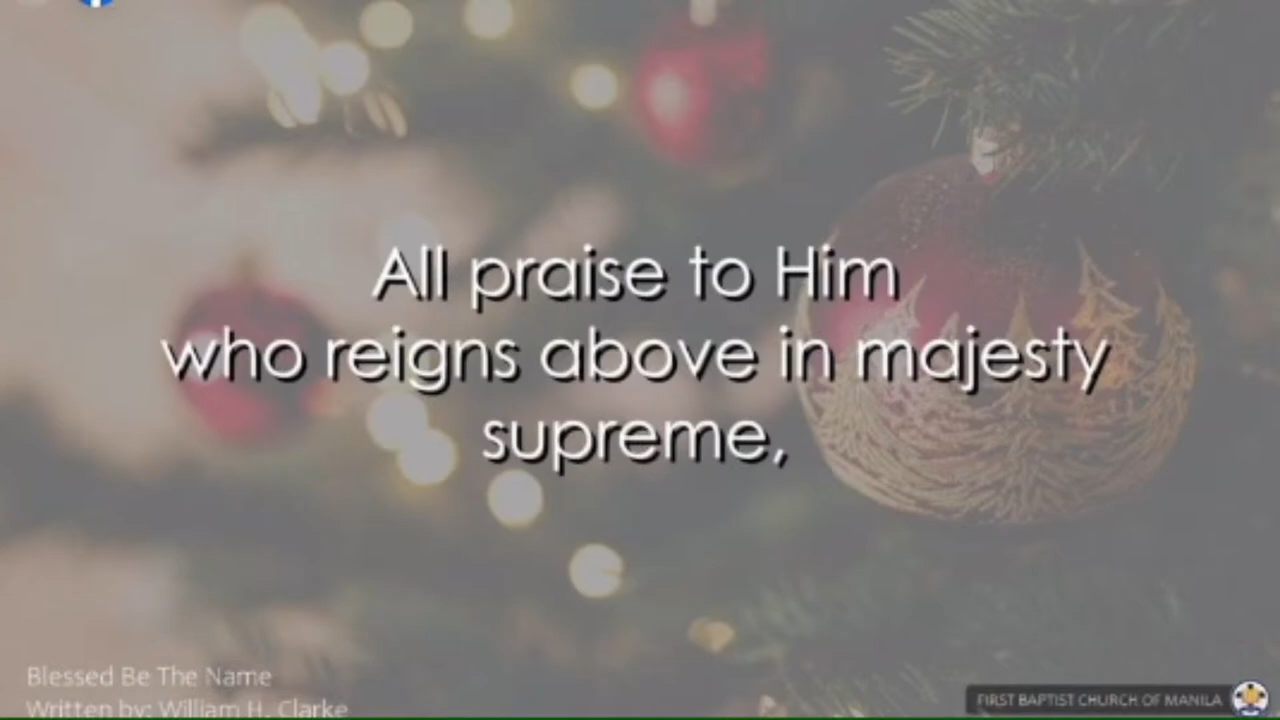 All praise to Him
who reigns above in majesty
supreme,
Blessed Be The Name
Written by: William H. Clarke
FIRST BAPTIST CHURCH OF MANILA